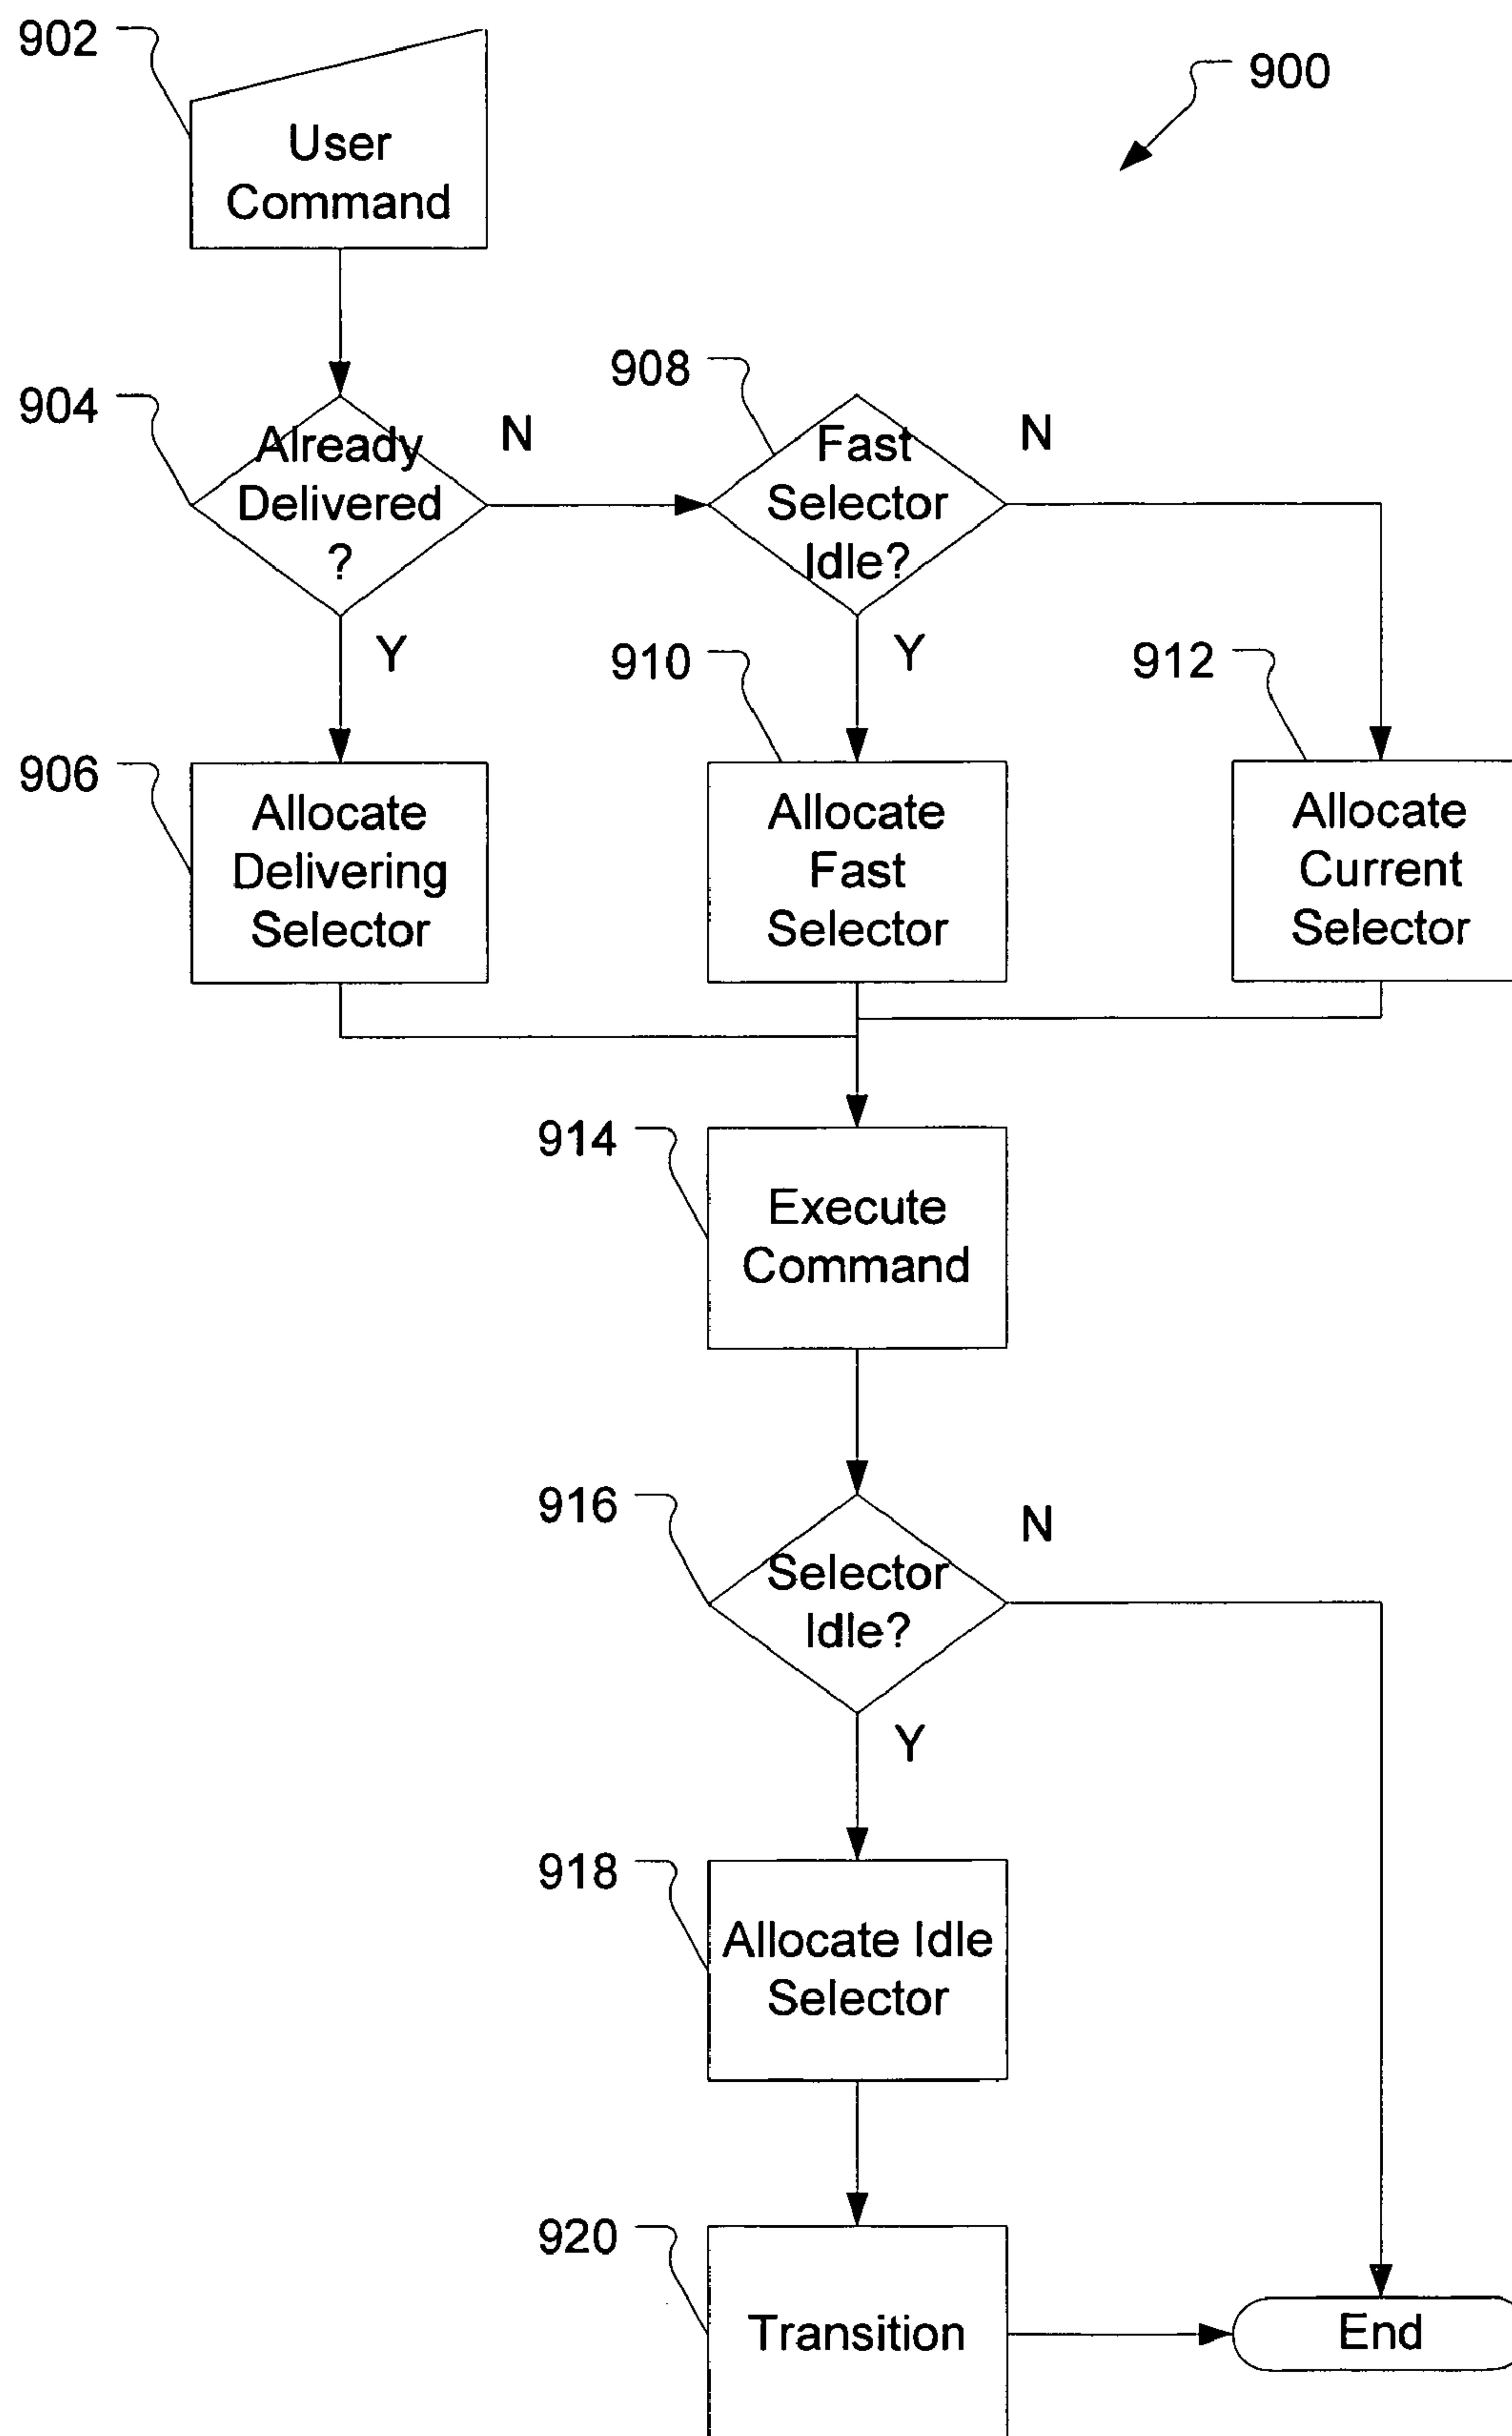 902
900
User
Command
904
Already
Delivered
?
N
908
Fast
Selector
Idle?
N
Y
Y
906
Allocate
Delivering
Selector
910
Allocate
Fast
Selector
912
Allocate
Current
Selector
914
Execute
Command
916
Selector
Idle?
N
Y
918
Allocate Idle
Selector
920
Transition
End